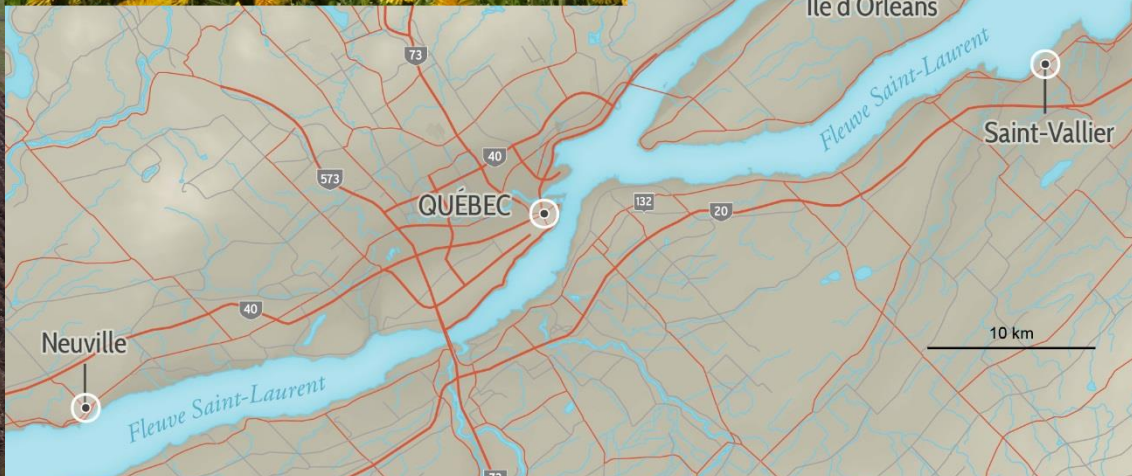 Île d'Orléans
73
Fleuve Saint-Laurent
Saint-Vallier
40
573
QUÉBEC
132
20
40
10 km
Neuville
Fleuve Saint-Laurent
73